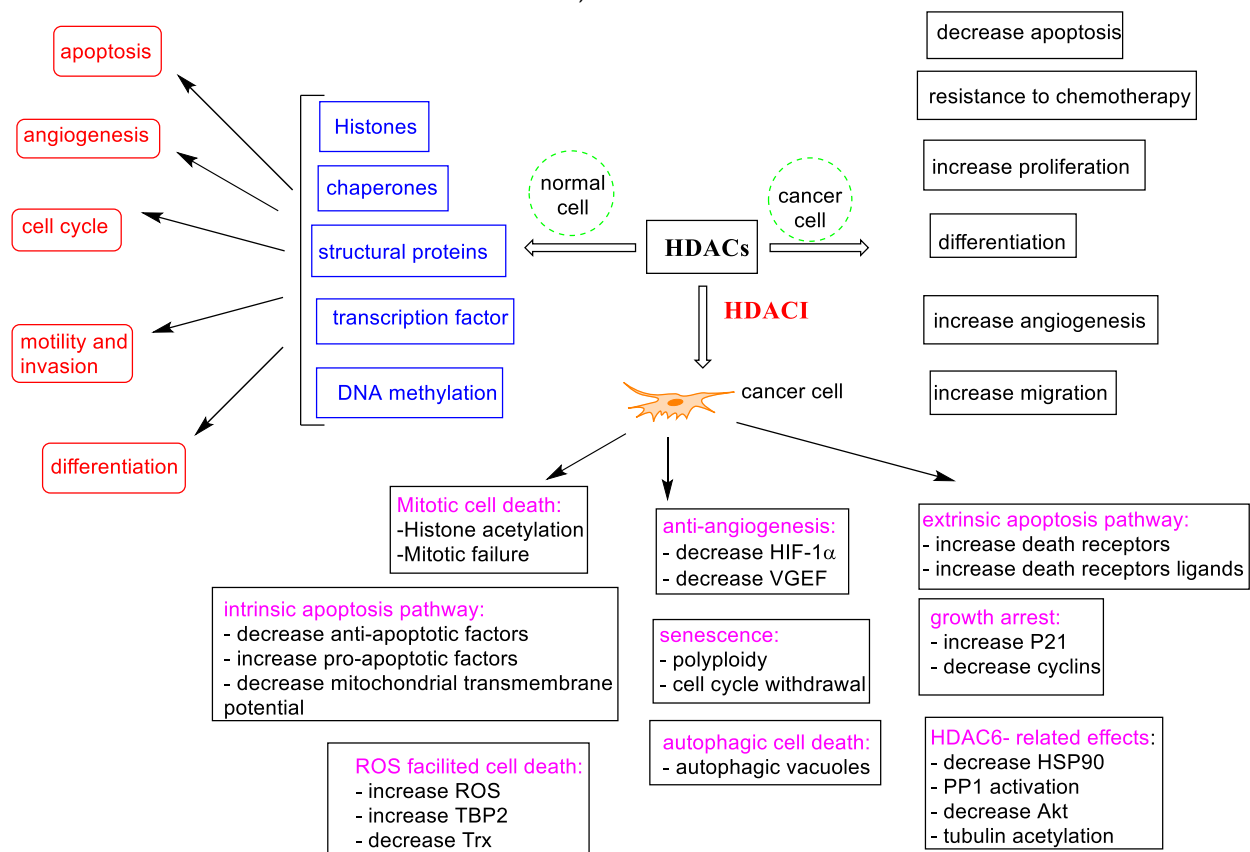 apoptosis
angiogenesis
cell cycle
motility and
invasion
differentiation
Histones
chaperones
structural proteins
transcription factor
DNA methylation
normal
cell
HDACs
cancer
cell
HDACI
cancer cell
decrease apoptosis
resistance to chemotherapy
increase proliferation
differentiation
increase angiogenesis
increase migration
Mitotic cell death:
-Histone acetylation
-Mitotic failure
intrinsic apoptosis pathway:
- decrease anti-apoptotic factors
- increase pro-apoptotic factors
- decrease mitochondrial transmembrane
potential
ROS facilited cell death:
- increase ROS
- increase TBP2
- decrease Trx
anti-angiogenesis:
- decrease HIF-1α
- decrease VGEF
senescence:
- polyploidy
- cell cycle withdrawal
autophagic cell death:
- autophagic vacuoles
extrinsic apoptosis pathway:
- increase death receptors
- increase death receptors ligands
growth arrest:
- increase P21
- decrease cyclins
HDAC6- related effects:
- decrease HSP90
- PP1 activation
- decrease Akt
- tubulin acetylation